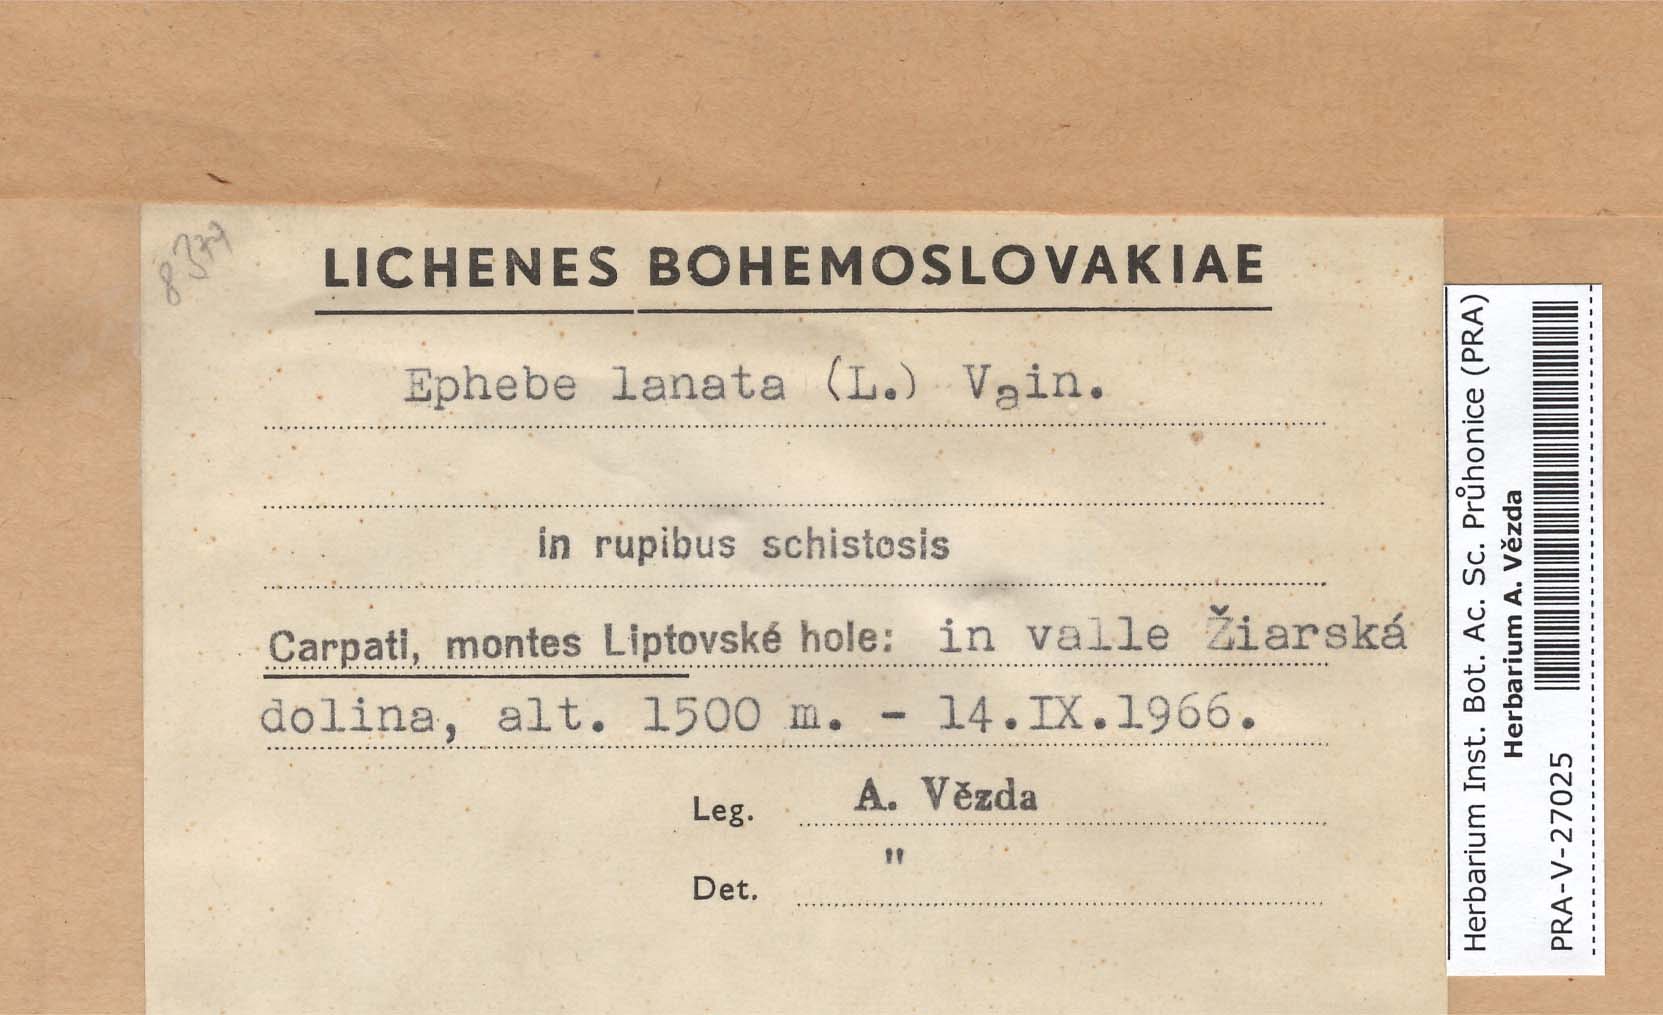 LICHENES BOHEMOSLOVAKIAE
Ephebe lanata (L.) Vain.
in rupibus schistosis
Carpati, montes Liptovské hole: in valle Žiarská
dolina, alt. 1500 m. - 14.IX.1966.
Leg. A. Vězda
Det. "
Herbarium Inst. Bot. Ac. Sc. Průhonice (PRA)
Herbarium A. Vězda
PRA-V-27025